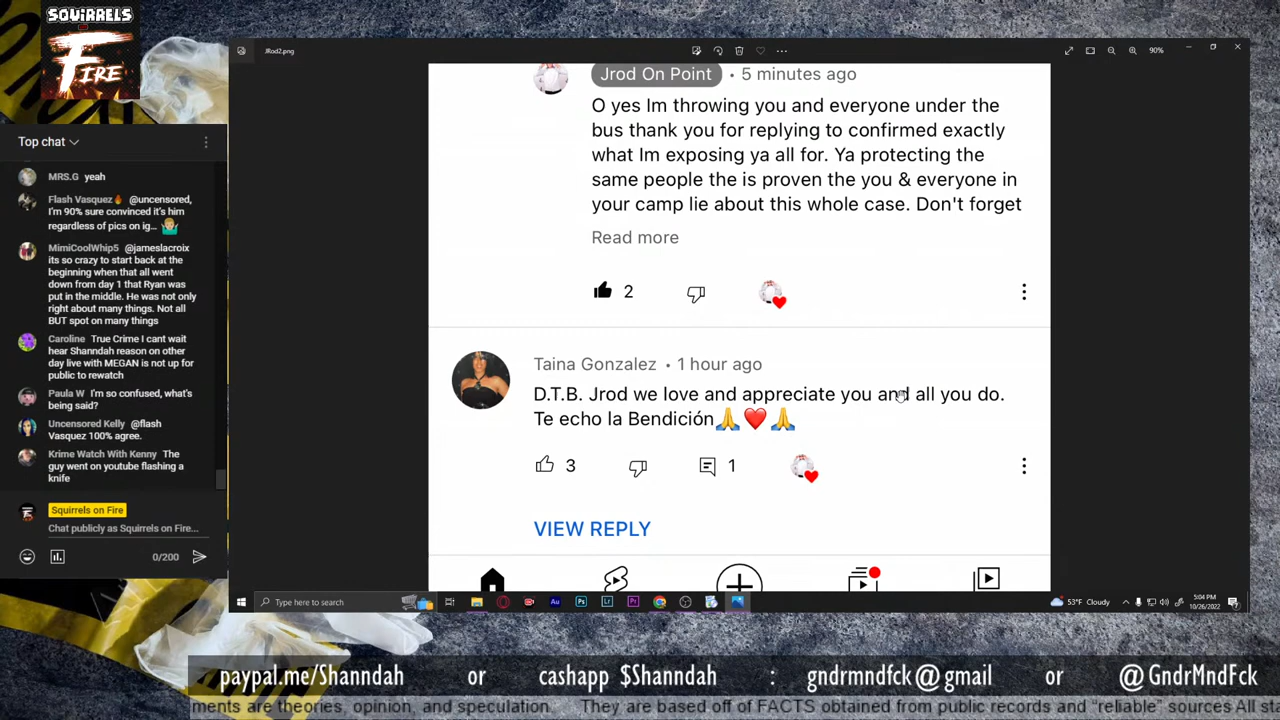 SQUiRRELS
ON
FiRE
Top chat
MRS.G yeah
Flash Vasquez @uncensored,
I'm 90% sure convinced it's him
regardless of pics on ig...
MimiCoolWhip5 @jameslacroix
its so crazy to start back at the
beginning when that all went
down from day 1 that Ryan was
put in the middle. He was not only
right about many things. Not all
BUT spot on many things
Caroline True Crime I cant wait
hear Shanndah reason on other
day live with MEGAN is not up for
public to rewatch
Paula W I'm so confused, what's
being said?
Uncensored Kelly @flash
Vasquez 100% agree.
Krime Watch With Kenny The
guy went on youtube flashing a
knife
Squirrels on Fire
Chat publicly as Squirrels on Fire...
0/200
JRod2.png
90%
Jrod On Point • 5 minutes ago
O yes Im throwing you and everyone under the
bus thank you for replying to confirmed exactly
what Im exposing ya all for. Ya protecting the
same people the is proven the you & everyone in
your camp lie about this whole case. Don't forget
Read more
2
Taina Gonzalez • 1 hour ago
D.T.B. Jrod we love and appreciate you and all you do.
Te echo la Bendición🙏❤️🙏
3
1
VIEW REPLY
Type here to search
Au
Ps
Lr
Pr
53°F Cloudy
5:04 PM
10/26/2022
paypal.me/Shanndah or cashapp $Shanndah : gndrmndfck@gmail or @GndrMndFck
ments are theories, opinion, and speculation. They are based off of FACTS obtained from public records and "reliable" sources All sta